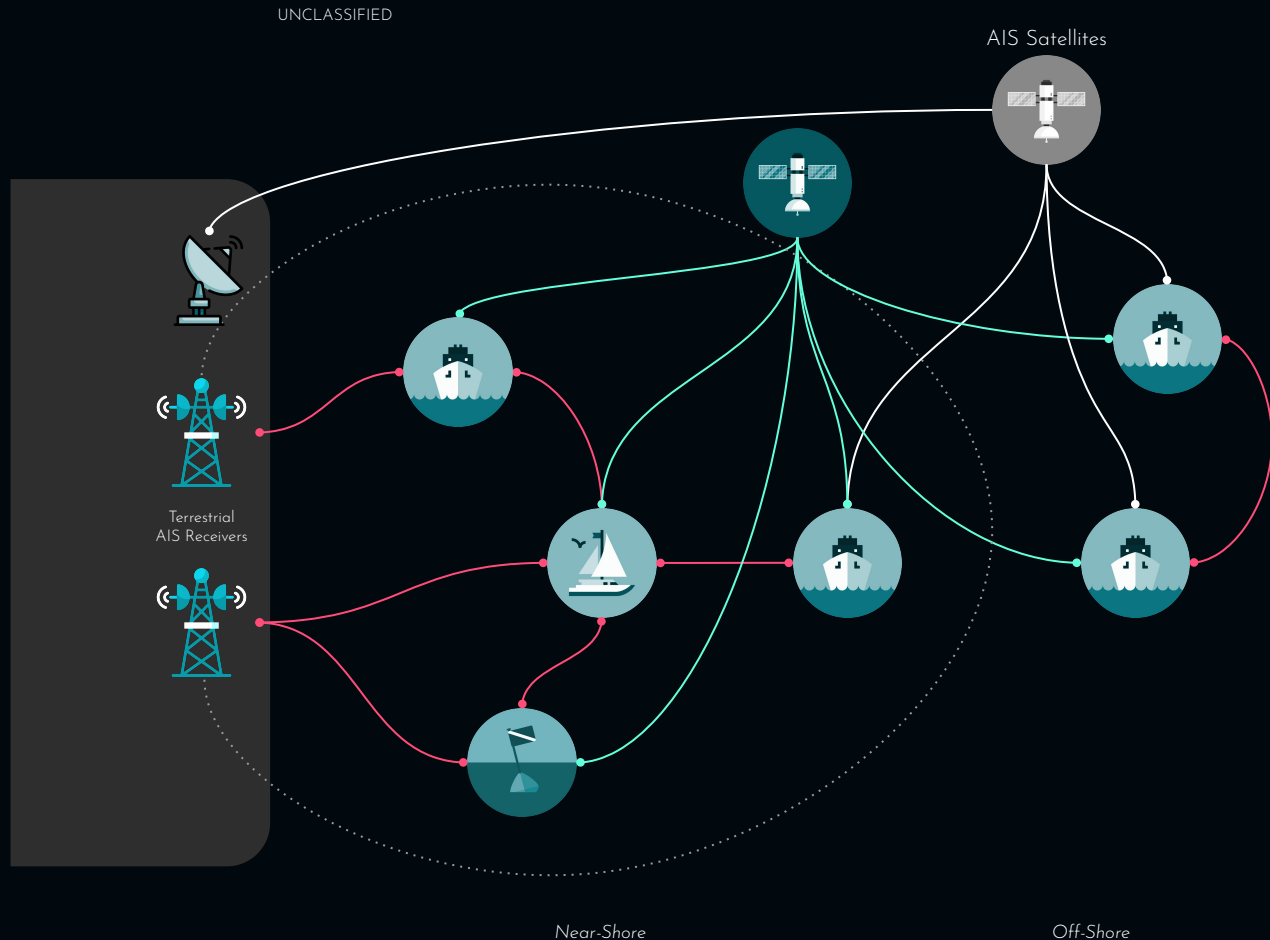 UNCLASSIFIED
AIS Satellites
Terrestrial
AIS Receivers
Near-Shore
Off-Shore